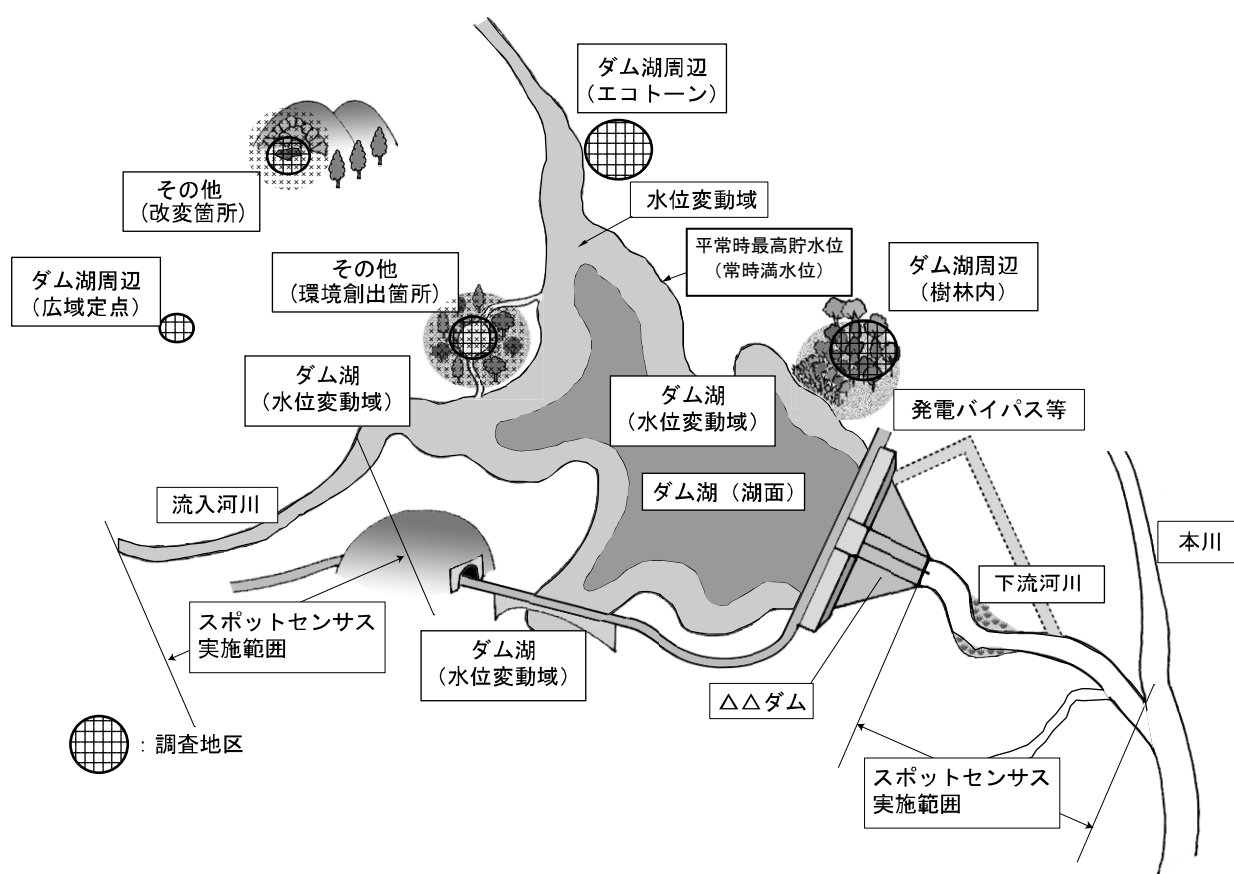 ダム湖周辺
（エコトーン）
その他
（改変箇所）
水位変動域
平常時最高貯水位
（常時満水位）
ダム湖周辺
（樹林内）
ダム湖周辺
（広域定点）
その他
（環境創出箇所）
ダム湖
（水位変動域）
ダム湖
（水位変動域）
発電バイパス等
ダム湖（湖面）
流入河川
本川
下流河川
スポットセンサス
実施範囲
ダム湖
（水位変動域）
△△ダム
：調査地区
スポットセンサス
実施範囲